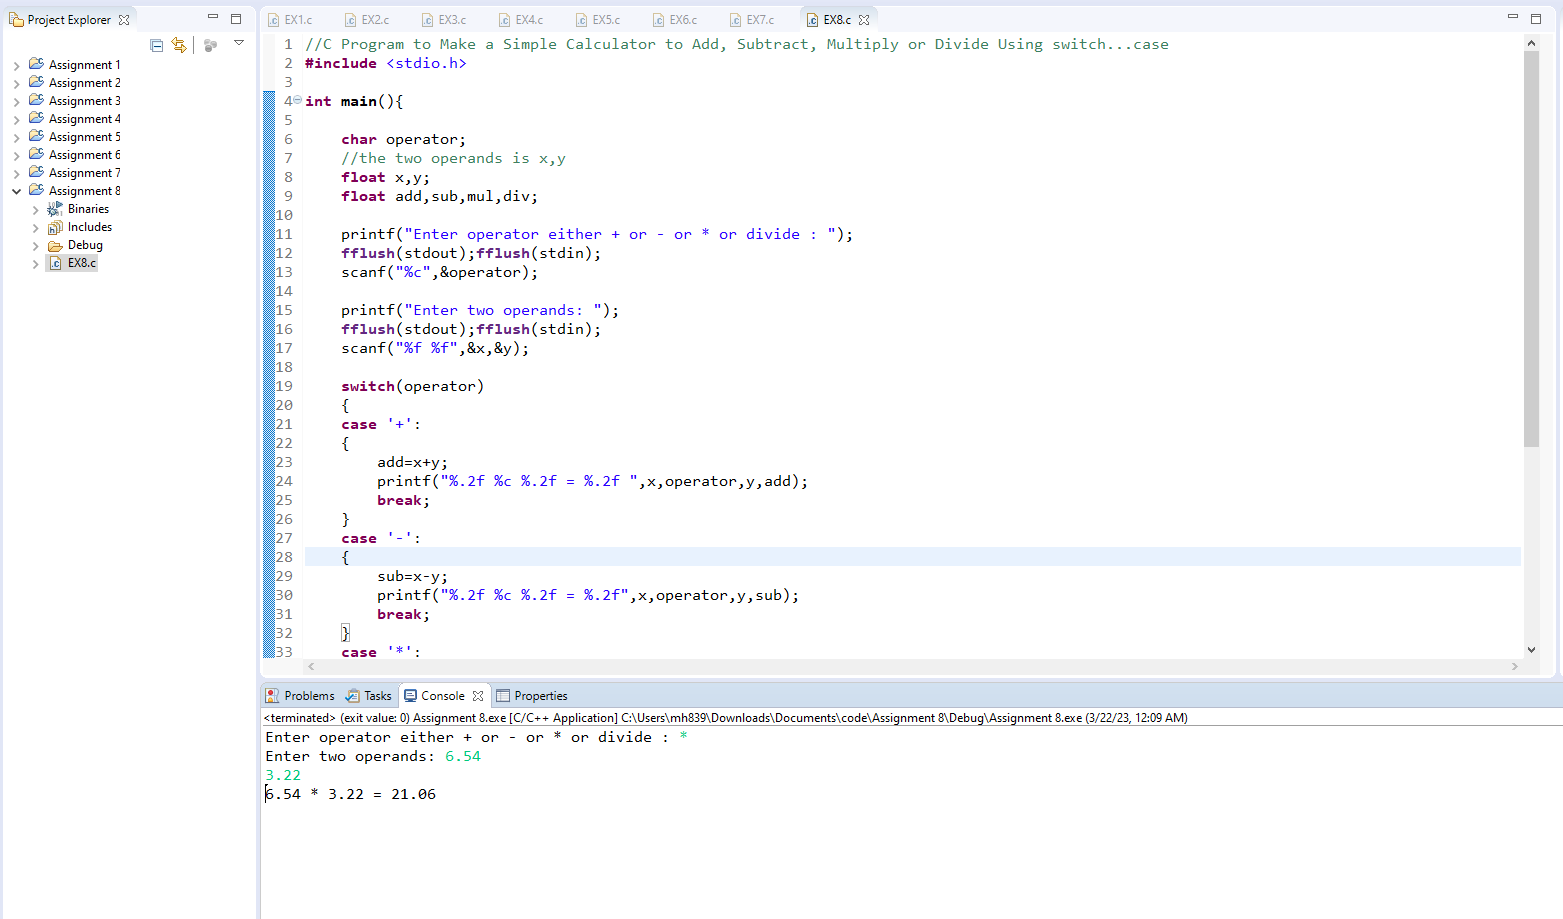 Project Explorer
Assignment 1
Assignment 2
Assignment 3
Assignment 4
Assignment 5
Assignment 6
Assignment 7
Assignment 8
Binaries
Includes
Debug
EX8.c
EX1.c EX2.c EX3.c EX4.c EX5.c EX6.c EX7.c EX8.c
1 //C Program to Make a Simple Calculator to Add, Subtract, Multiply or Divide Using switch...case
2 #include <stdio.h>
3
4 int main(){
5
6     char operator;
7     //the two operands is x,y
8     float x,y;
9     float add,sub,mul,div;
10
11     printf("Enter operator either + or - or * or divide : ");
12     fflush(stdout);fflush(stdin);
13     scanf("%c",&operator);
14
15     printf("Enter two operands: ");
16     fflush(stdout);fflush(stdin);
17     scanf("%f %f",&x,&y);
18
19     switch(operator)
20     {
21     case '+':
22     {
23         add=x+y;
24         printf("%.2f %c %.2f = %.2f ",x,operator,y,add);
25         break;
26     }
27     case '-':
28     {
29         sub=x-y;
30         printf("%.2f %c %.2f = %.2f",x,operator,y,sub);
31         break;
32     }
33     case '*':
Problems Tasks Console Properties
<terminated> (exit value: 0) Assignment 8.exe [C/C++ Application] C:\Users\mh839\Downloads\Documents\code\Assignment 8\Debug\Assignment 8.exe (3/22/23, 12:09 AM)
Enter operator either + or - or * or divide : *
Enter two operands: 6.54
3.22
6.54 * 3.22 = 21.06